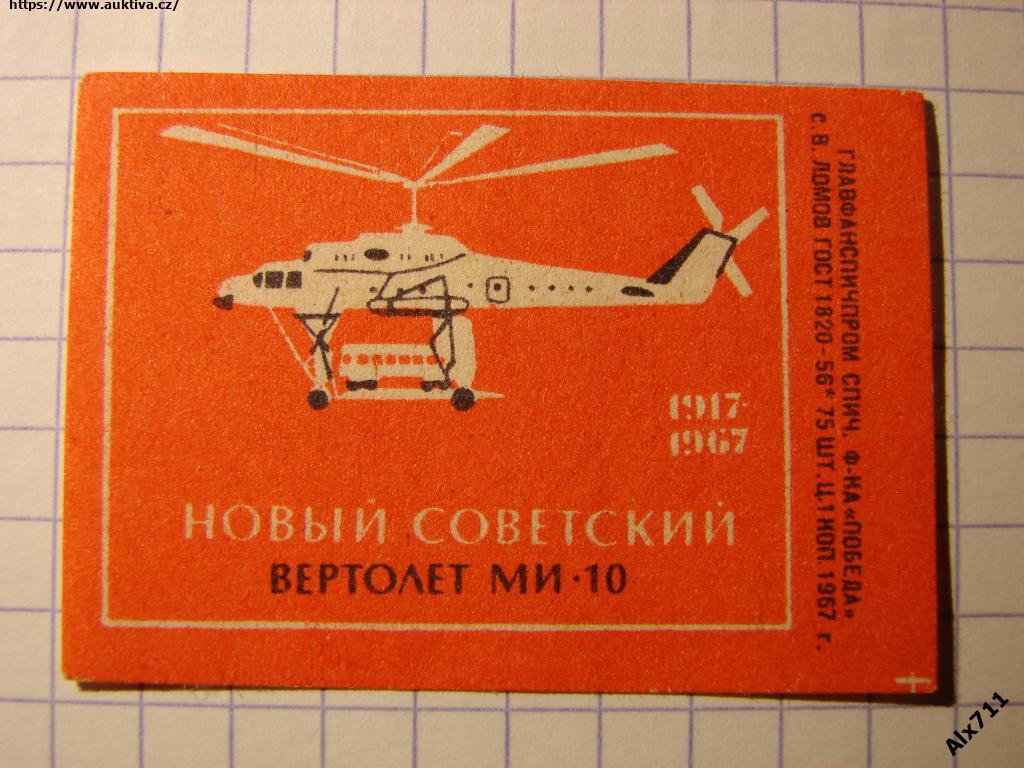 https://www.auktiva.cz/
1917-
1967
НОВЫЙ СОВЕТСКИЙ
ВЕРТОЛЕТ МИ·10
ГЛАВФАНСПИЧПРОМ СПИЧ. Ф-КА «ПОБЕДА»
с. В. ЛОМОВ ГОСТ 1820-56* 75 ШТ. Ц. 1 КОП. 1967 г.
Alx711